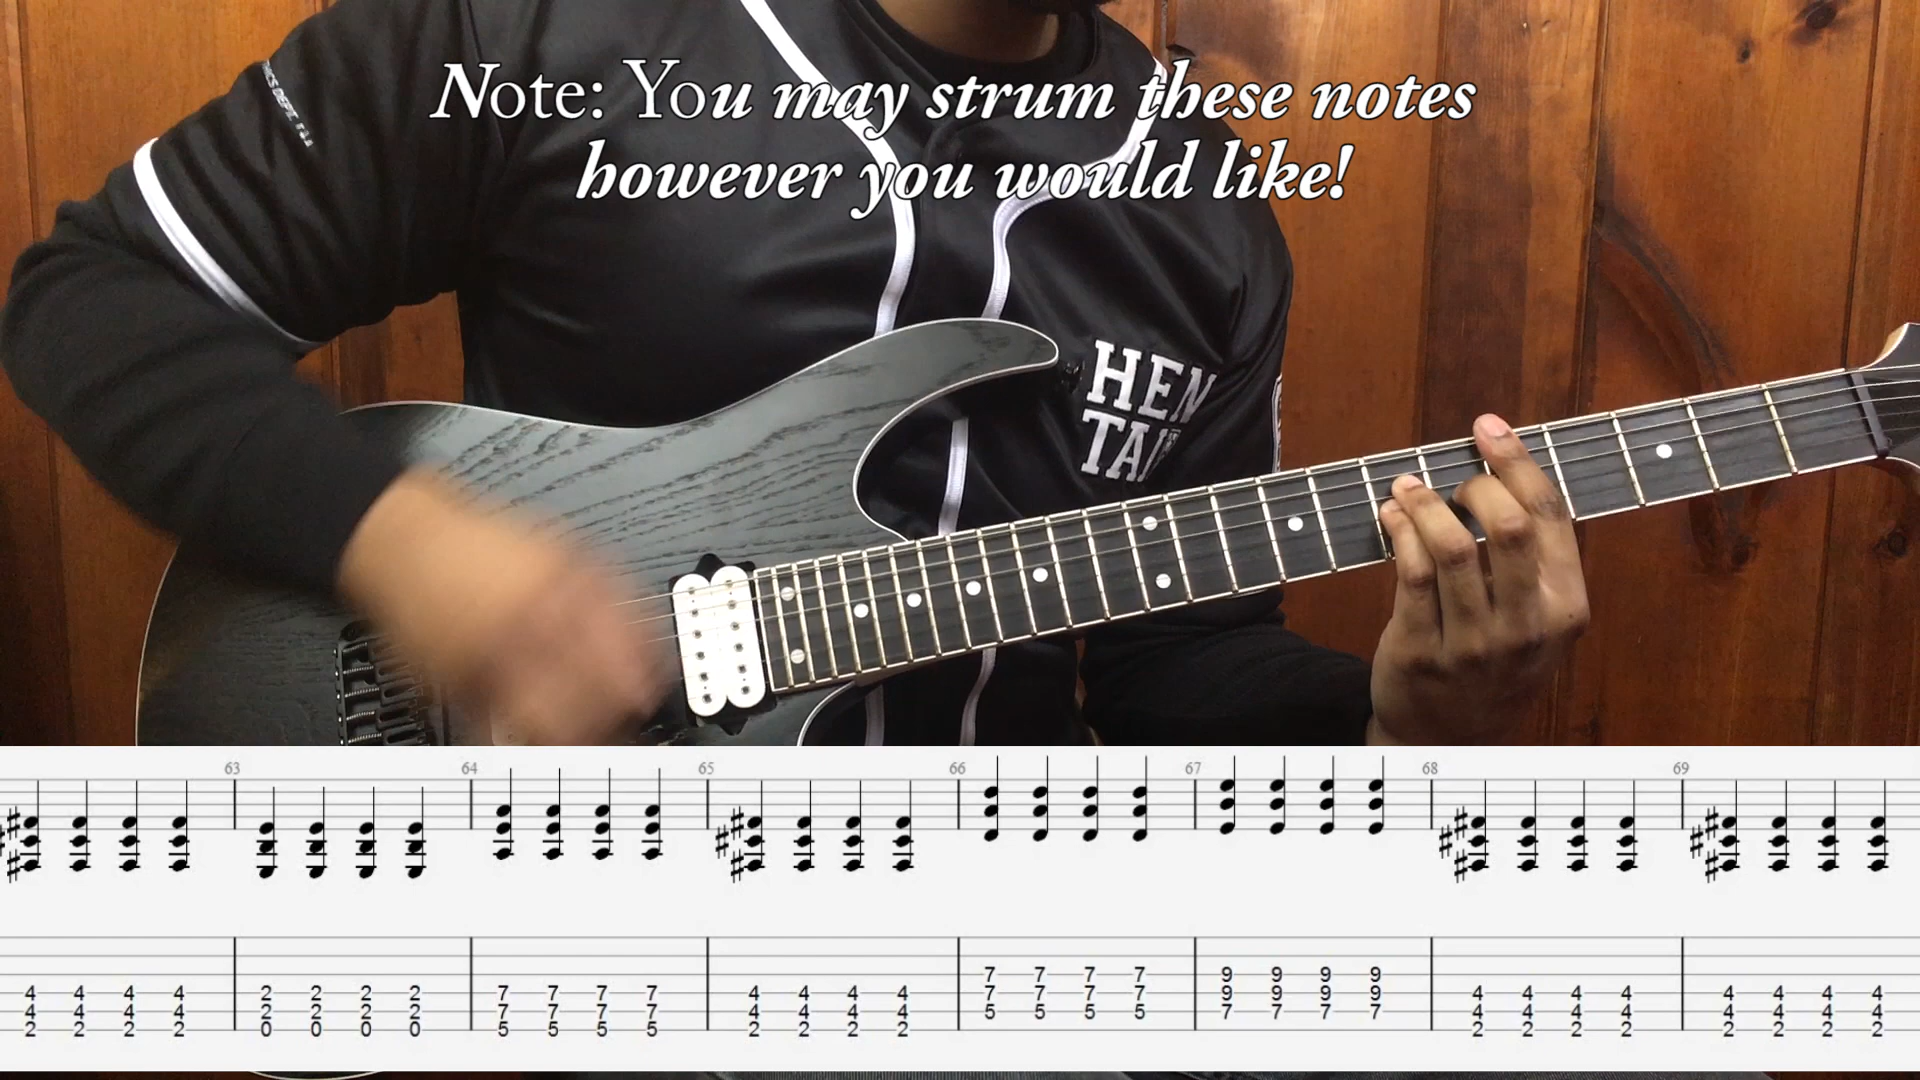 Note: You may strum these notes
however you would like!
HEN
TAI
63 64 65 66 67 68 69
7 7 7 7 9 9 9 9
4 4 4 4 2 2 2 2 7 7 7 7 4 4 4 4 7 7 7 7 9 9 9 9 4 4 4 4 4 4 4 4
4 4 4 4 2 2 2 2 7 7 7 7 4 4 4 4 5 5 5 5 7 7 7 7 4 4 4 4 4 4 4 4
2 2 2 2 0 0 0 0 5 5 5 5 2 2 2 2 2 2 2 2 2 2 2 2